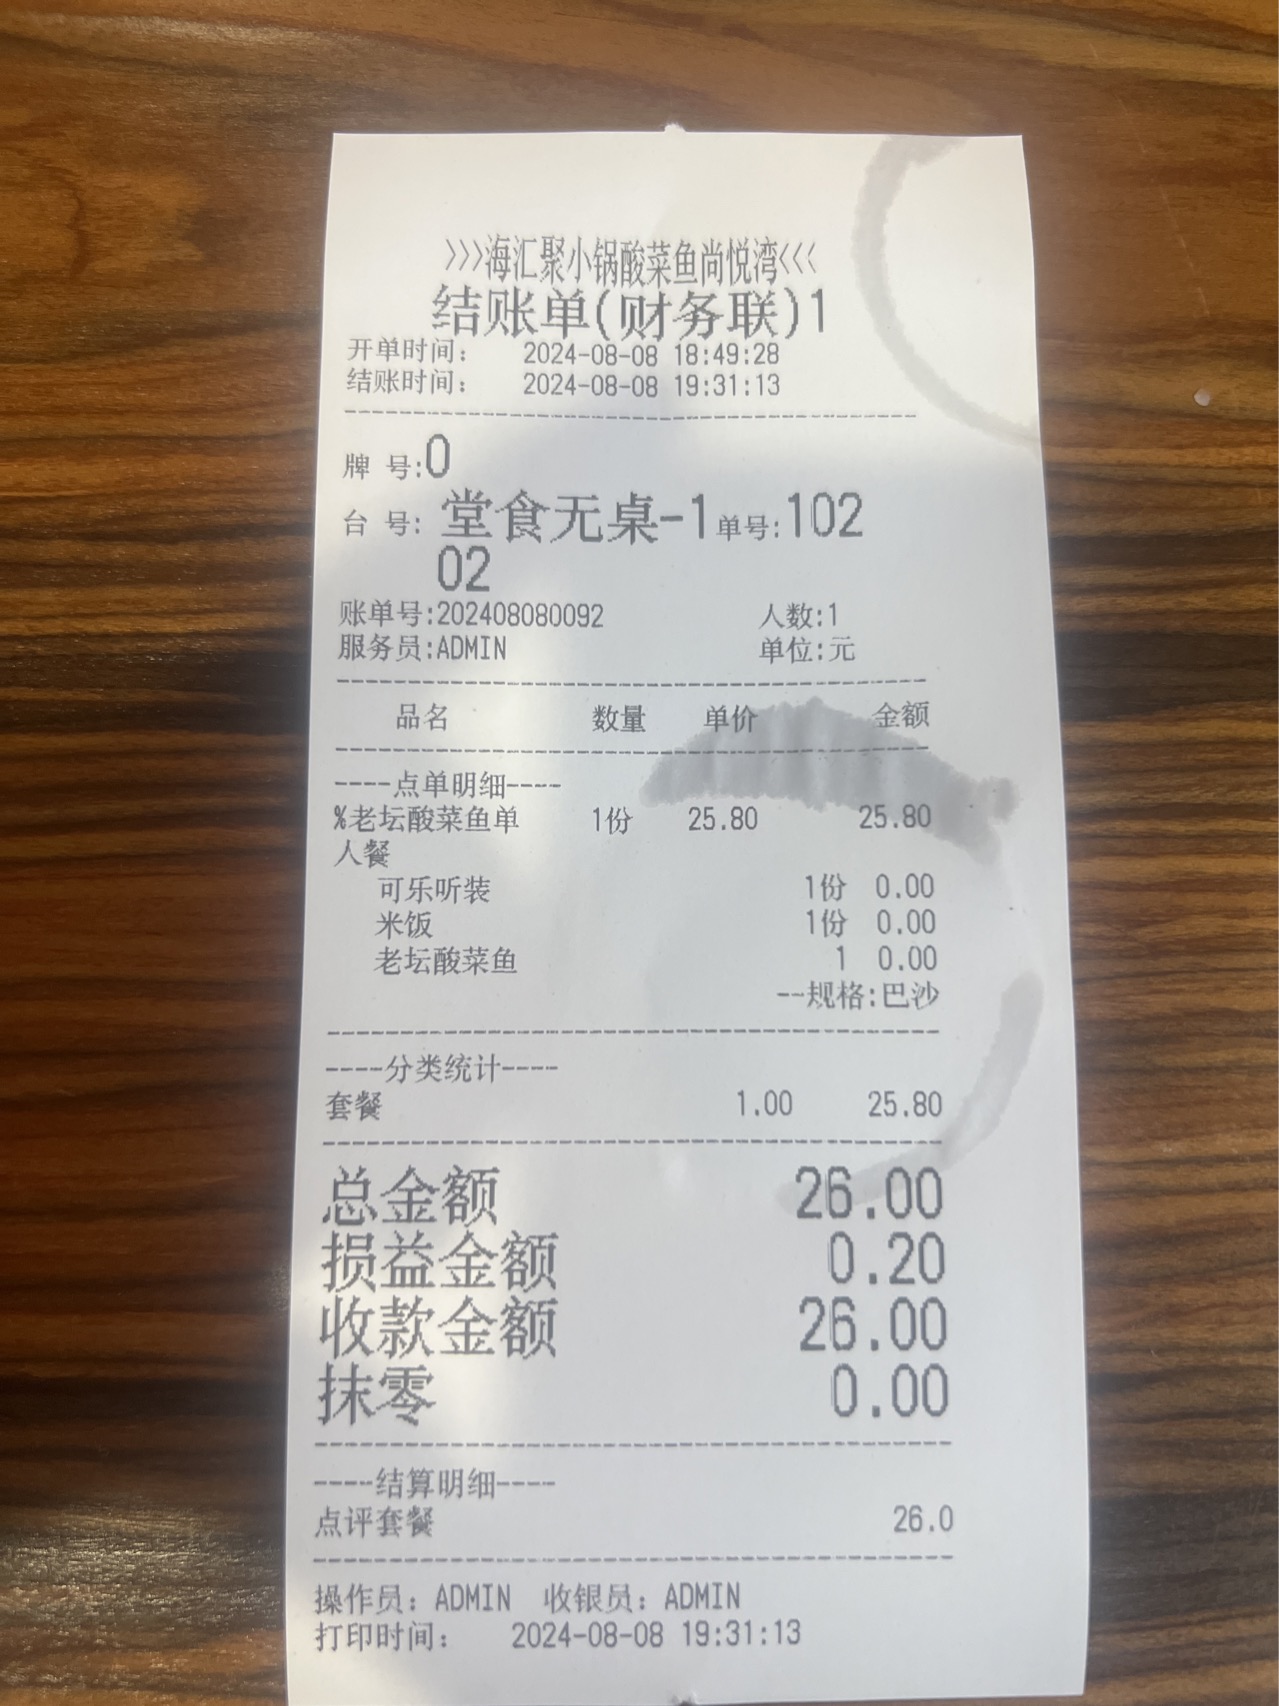 >>>海汇聚小锅酸菜鱼尚悦湾<<<
结账单(财务联)1
开单时间: 2024-08-08 18:49:28
结账时间: 2024-08-08 19:31:13
牌 号:0
台 号: 堂食无桌-1 单号:102
02
账单号:202408080092 人数:1
服务员:ADMIN 单位:元
品名 数量 单价 金额
----点单明细----
%老坛酸菜鱼单 1份 25.80 25.80
人餐
可乐听装 1份 0.00
米饭 1份 0.00
老坛酸菜鱼 1 0.00
--规格:巴沙
----分类统计----
套餐 1.00 25.80
总金额 26.00
损益金额 0.20
收款金额 26.00
抹零 0.00
----结算明细----
点评套餐 26.0
操作员: ADMIN 收银员: ADMIN
打印时间: 2024-08-08 19:31:13